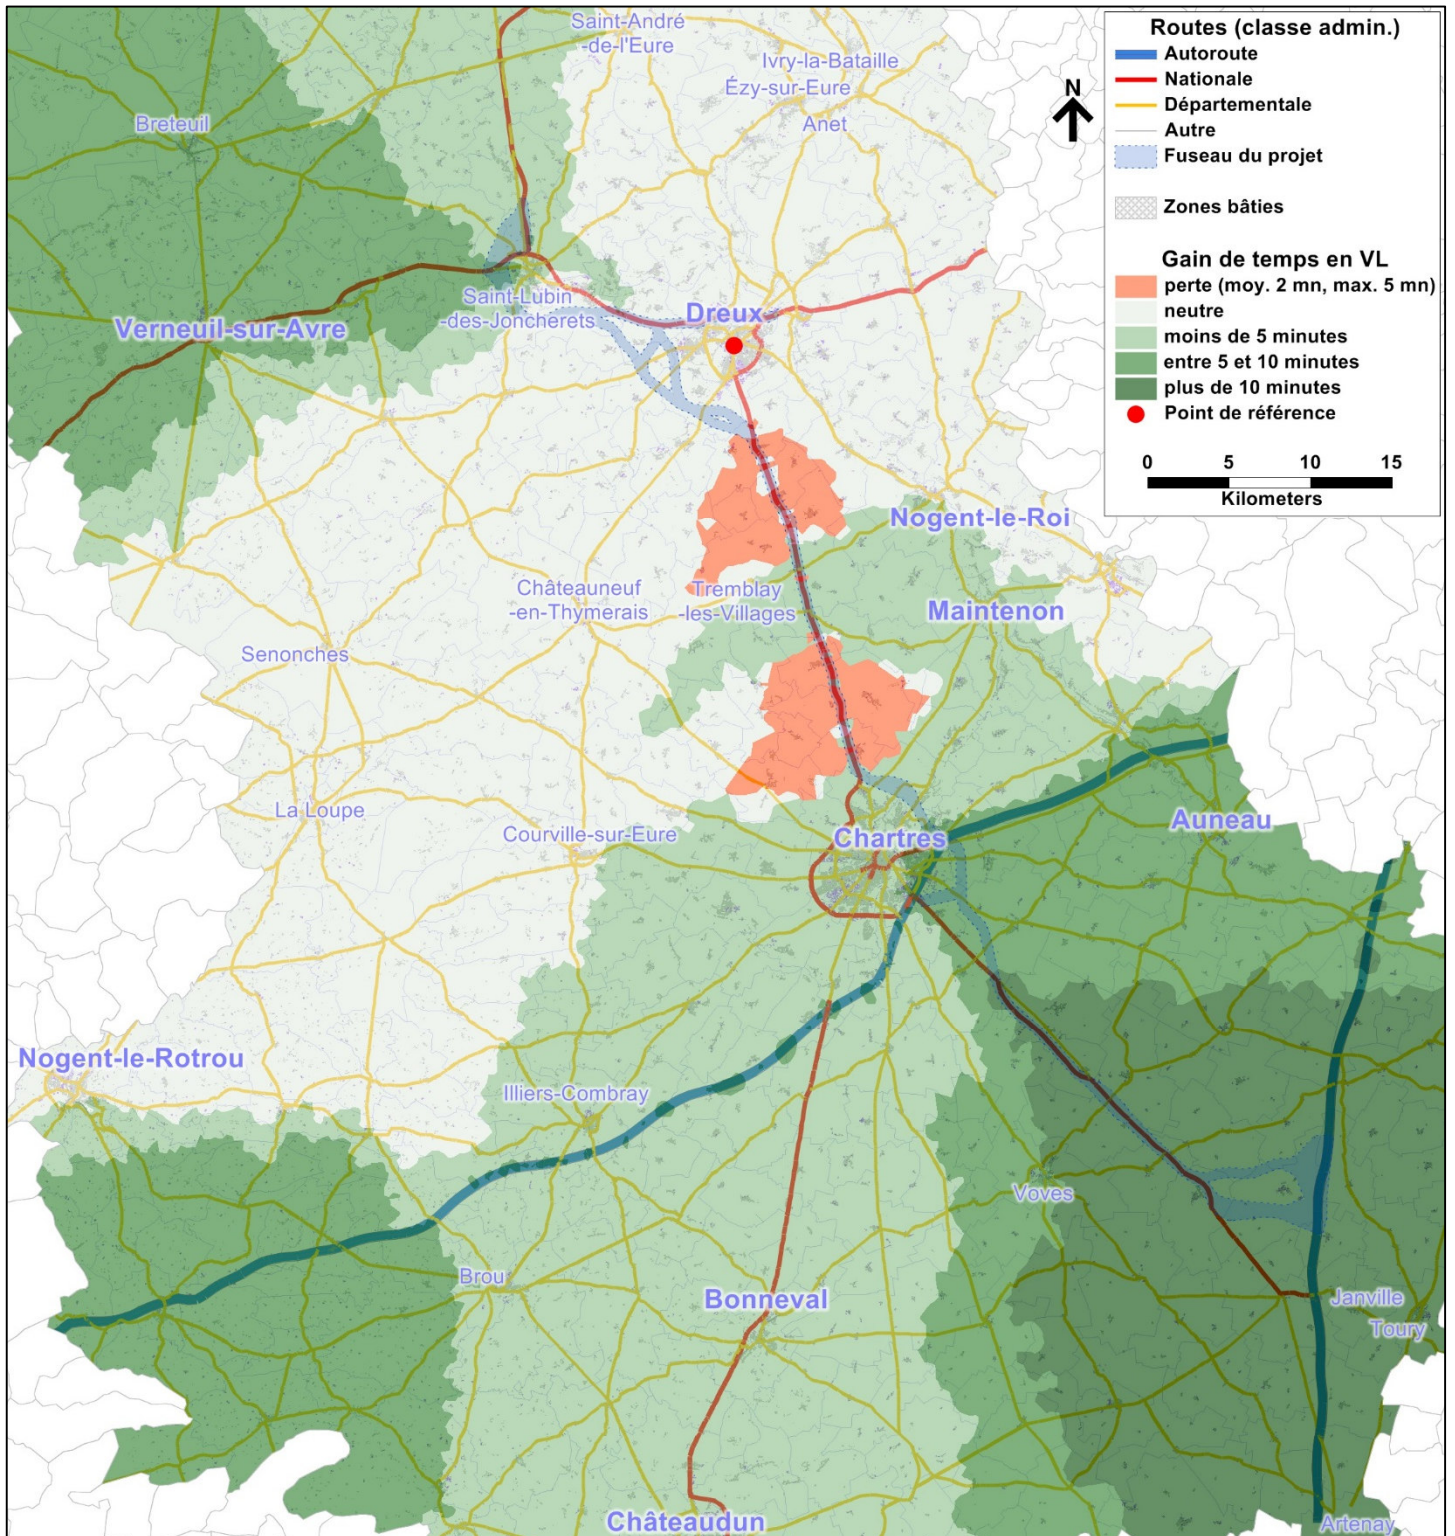 Routes (classe admin.)
Autoroute
Nationale
Départementale
Autre
Fuseau du projet
Zones bâties
Gain de temps en VL
perte (moy. 2 mn, max. 5 mn)
neutre
moins de 5 minutes
entre 5 et 10 minutes
plus de 10 minutes
Point de référence
0 5 10 15
Kilometers
N
Saint-André
-de-l'Eure
Ivry-la-Bataille
Ézy-sur-Eure
Anet
Breteuil
Saint-Lubin
-des-Joncherets
Dreux
Verneuil-sur-Avre
Nogent-le-Roi
Châteauneuf
-en-Thymerais
Tremblay
-les-Villages
Maintenon
Senonches
La Loupe
Courville-sur-Eure
Chartres
Auneau
Nogent-le-Rotrou
Illiers-Combray
Voves
Brou
Bonneval
Janville
Toury
Châteaudun
Artenay